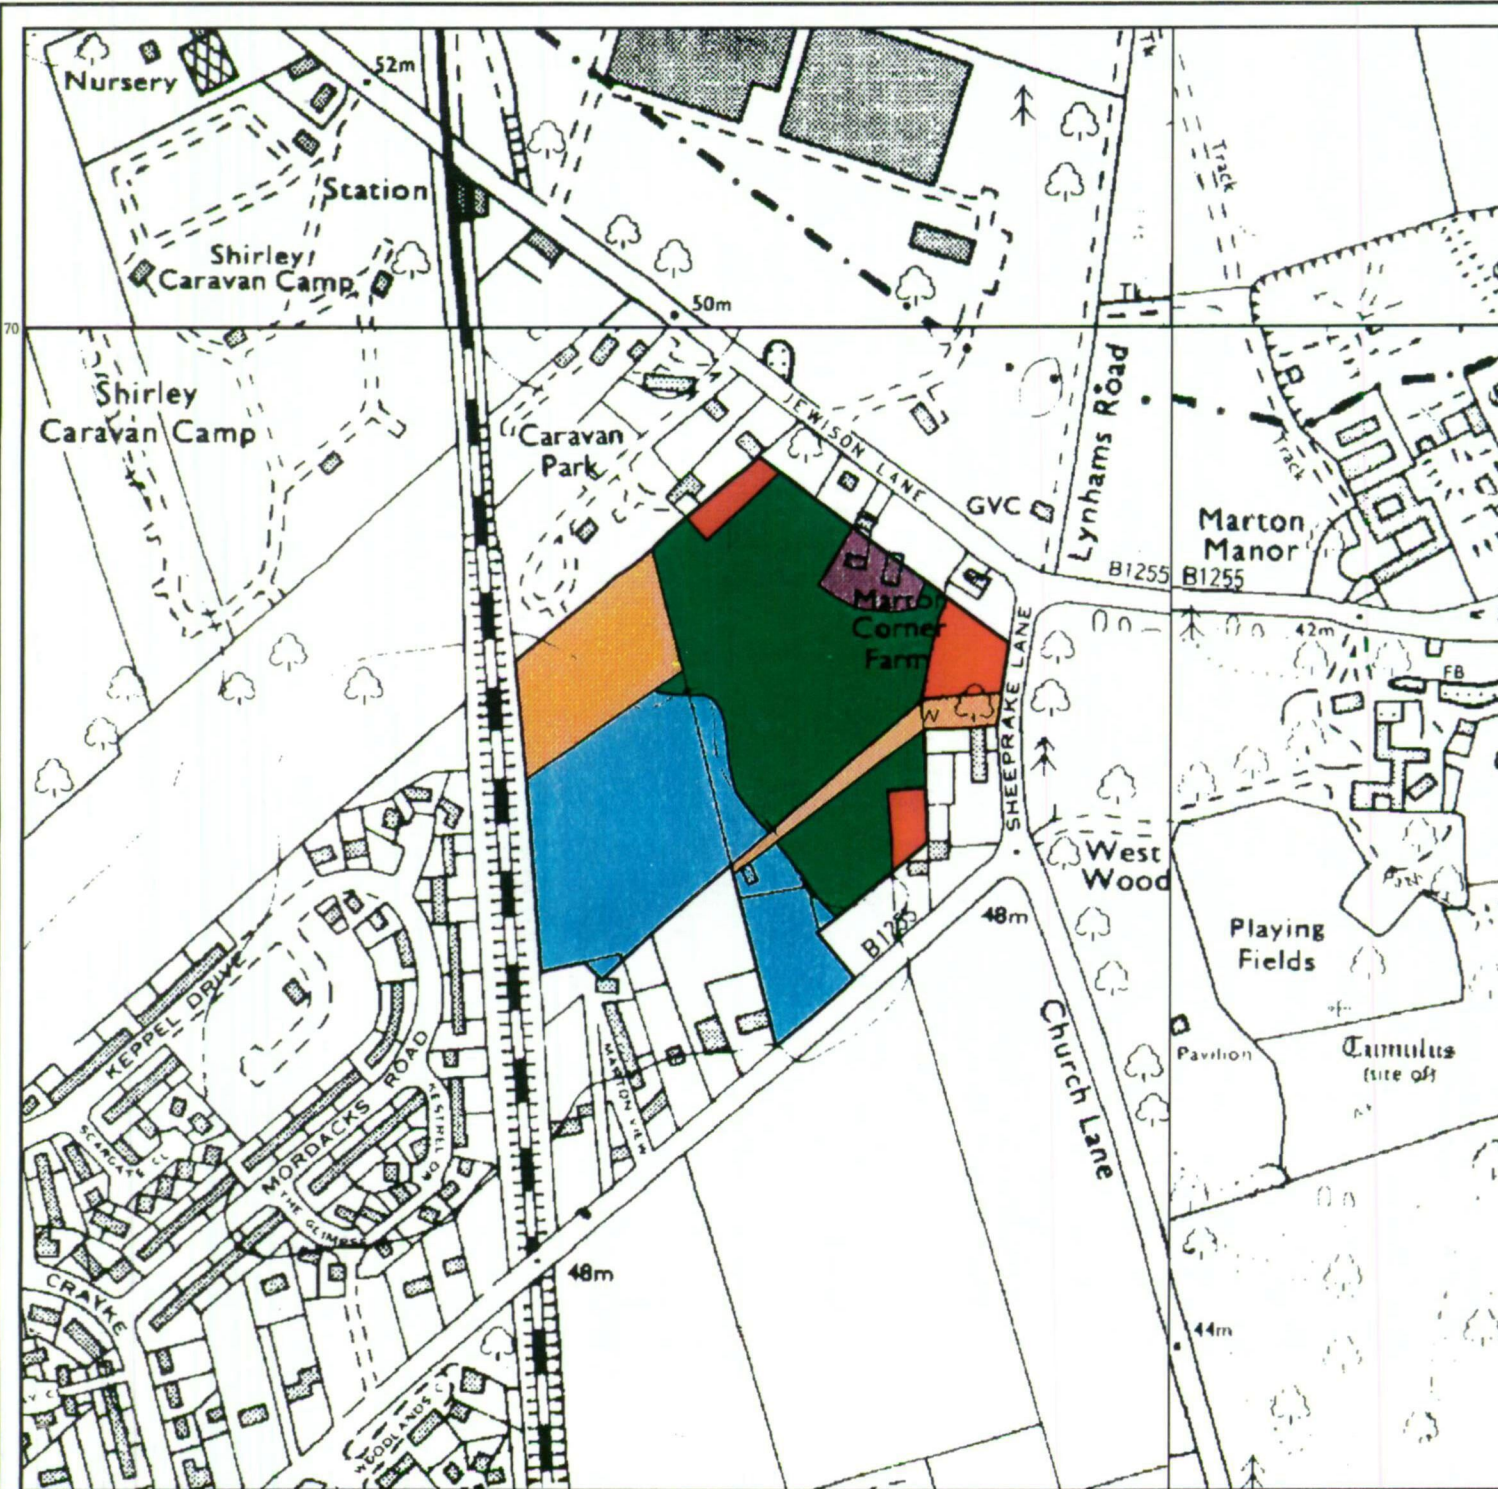 Nursery
52m
Tk
Track
Station
Shirley
Caravan Camp
50m
Tk
70
Shirley
Caravan Camp
Caravan
Park
JEWISON LANE
Lynhams Road
Track
GVC
Marton
Manor
B1255
B1255
Marton
Corner
Farm
SHEEPRAKE LANE
42m
FB
W
West
Wood
48m
B1255
Playing
Fields
KEPPEL DRIVE
Church Lane
Pavilion
Tumulus
(site of)
MORDACKS ROAD
KESTREL RD
MARTON VIEW
SCARGATE CL
THE GLIMPSE
CRAYKE
48m
44m
WOODLANDS